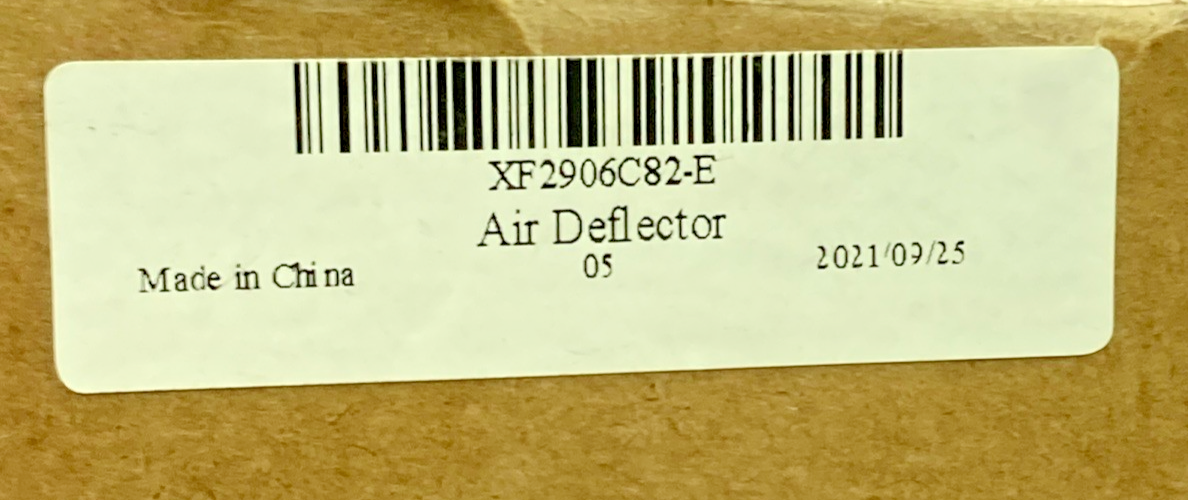 XF2906C82-E
Air Deflector
Made in China 05 2021/09/25